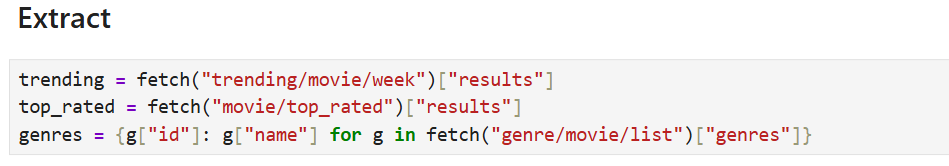 Extract
trending = fetch("trending/movie/week")["results"]
top_rated = fetch("movie/top_rated")["results"]
genres = {g["id"]: g["name"] for g in fetch("genre/movie/list")["genres"]}